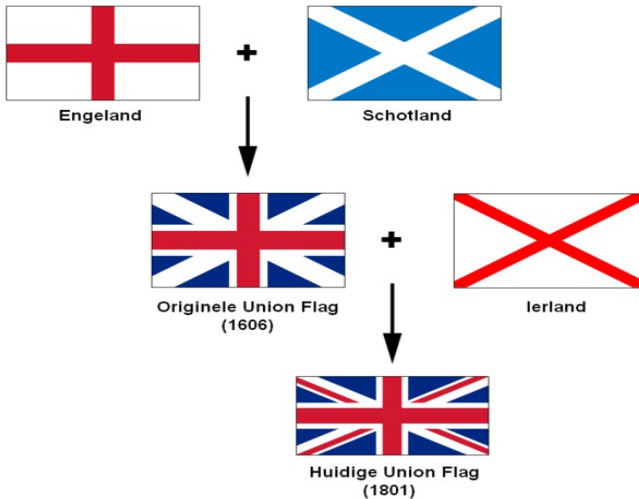 Engeland
Schotland
Originele Union Flag
(1606)
Ierland
Huidige Union Flag
(1801)